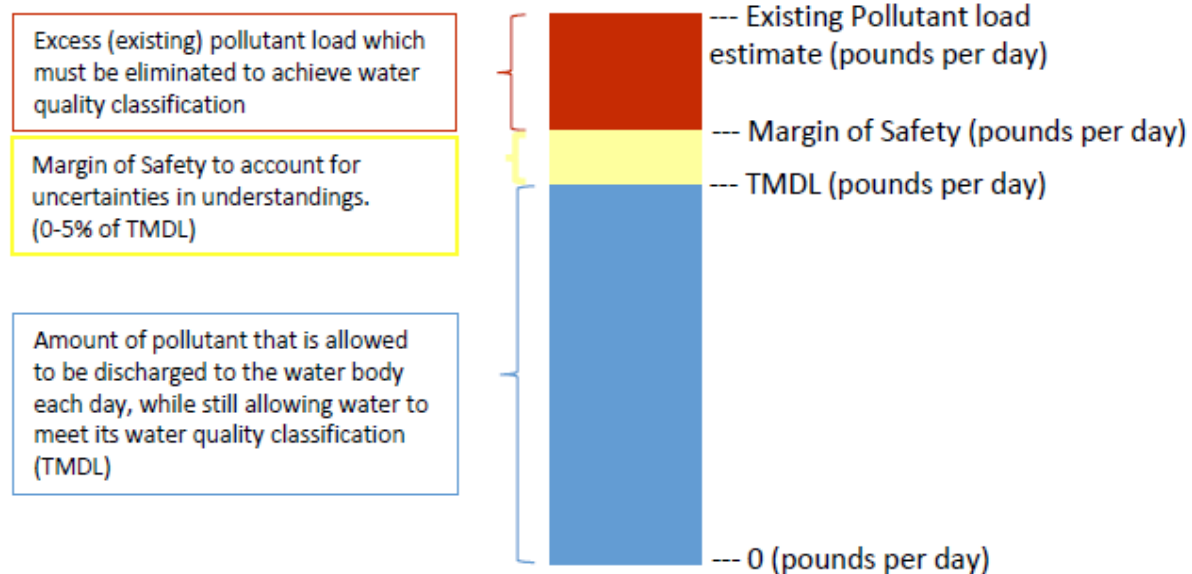 Excess (existing) pollutant load which
must be eliminated to achieve water
quality classification
Margin of Safety to account for
uncertainties in understandings.
(0-5% of TMDL)
Amount of pollutant that is allowed
to be discharged to the water body
each day, while still allowing water to
meet its water quality classification
(TMDL)
--- Existing Pollutant load
estimate (pounds per day)
--- Margin of Safety (pounds per day)
--- TMDL (pounds per day)
--- 0 (pounds per day)